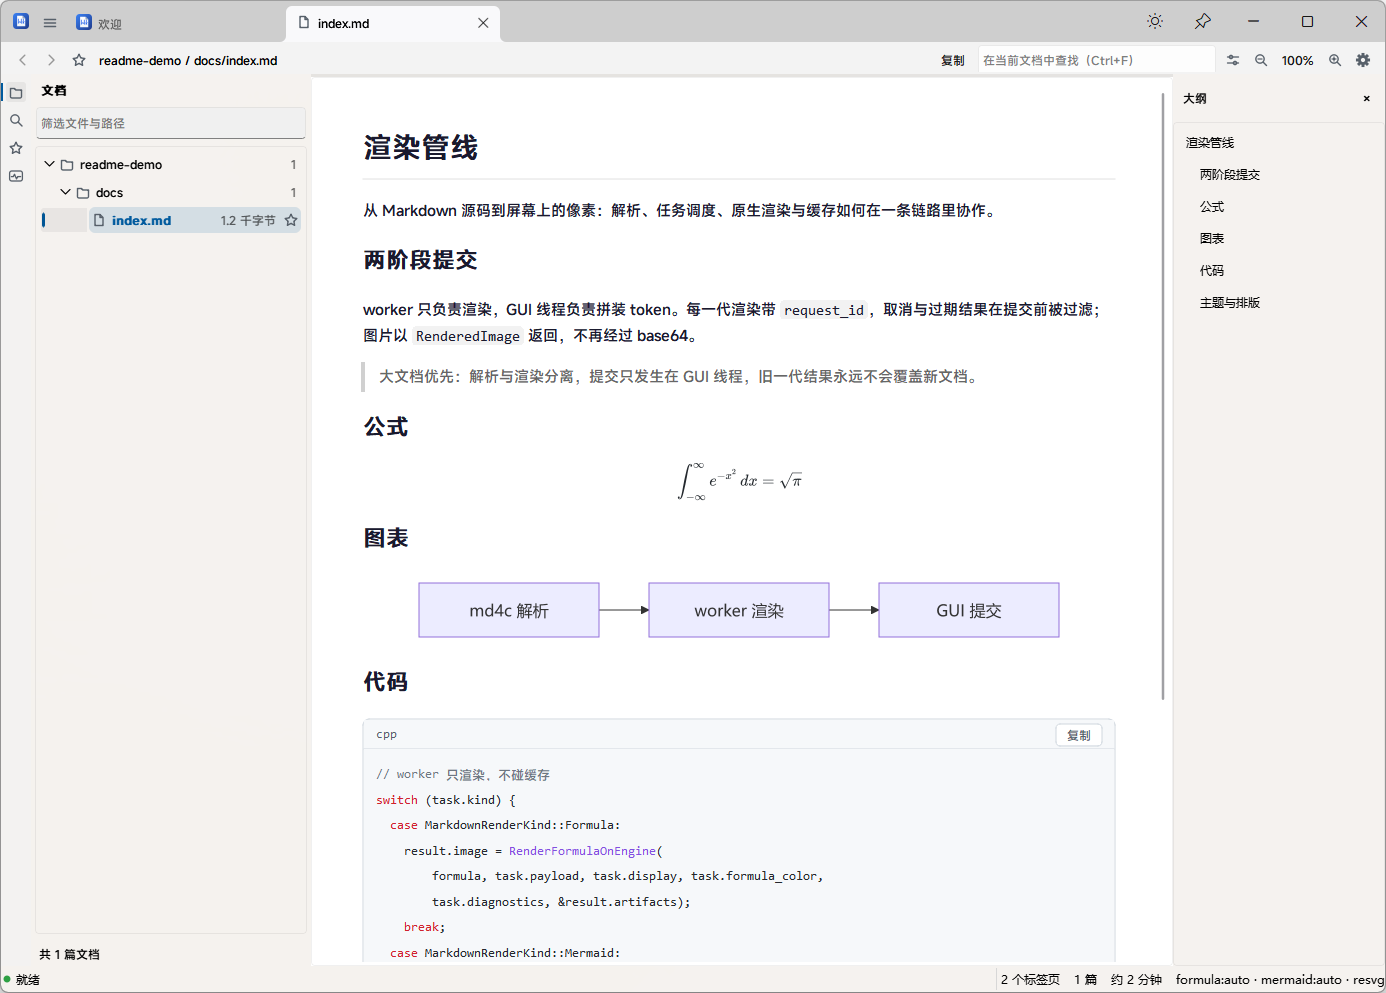 欢迎
index.md
readme-demo / docs/index.md
复制
在当前文档中查找（Ctrl+F）
100%
文档
筛选文件与路径
readme-demo 1
docs 1
index.md 1.2 千字节
共 1 篇文档
渲染管线
从 Markdown 源码到屏幕上的像素：解析、任务调度、原生渲染与缓存如何在一条链路里协作。
两阶段提交
worker 只负责渲染，GUI 线程负责拼装 token。每一代渲染带 request_id，取消与过期结果在提交前被过滤；
图片以 RenderedImage 返回，不再经过 base64。
大文档优先：解析与渲染分离，提交只发生在 GUI 线程，旧一代结果永远不会覆盖新文档。
公式
∫_{-∞}^{∞} e^{-x^2} dx = √π
图表
md4c 解析
worker 渲染
GUI 提交
代码
cpp
复制
// worker 只渲染，不碰缓存
switch (task.kind) {
case MarkdownRenderKind::Formula:
result.image = RenderFormulaOnEngine(
formula, task.payload, task.display, task.formula_color,
task.diagnostics, &result.artifacts);
break;
case MarkdownRenderKind::Mermaid:
大纲
渲染管线
两阶段提交
公式
图表
代码
主题与排版
就绪
2 个标签页
1 篇
约 2 分钟
formula:auto · mermaid:auto · resvg